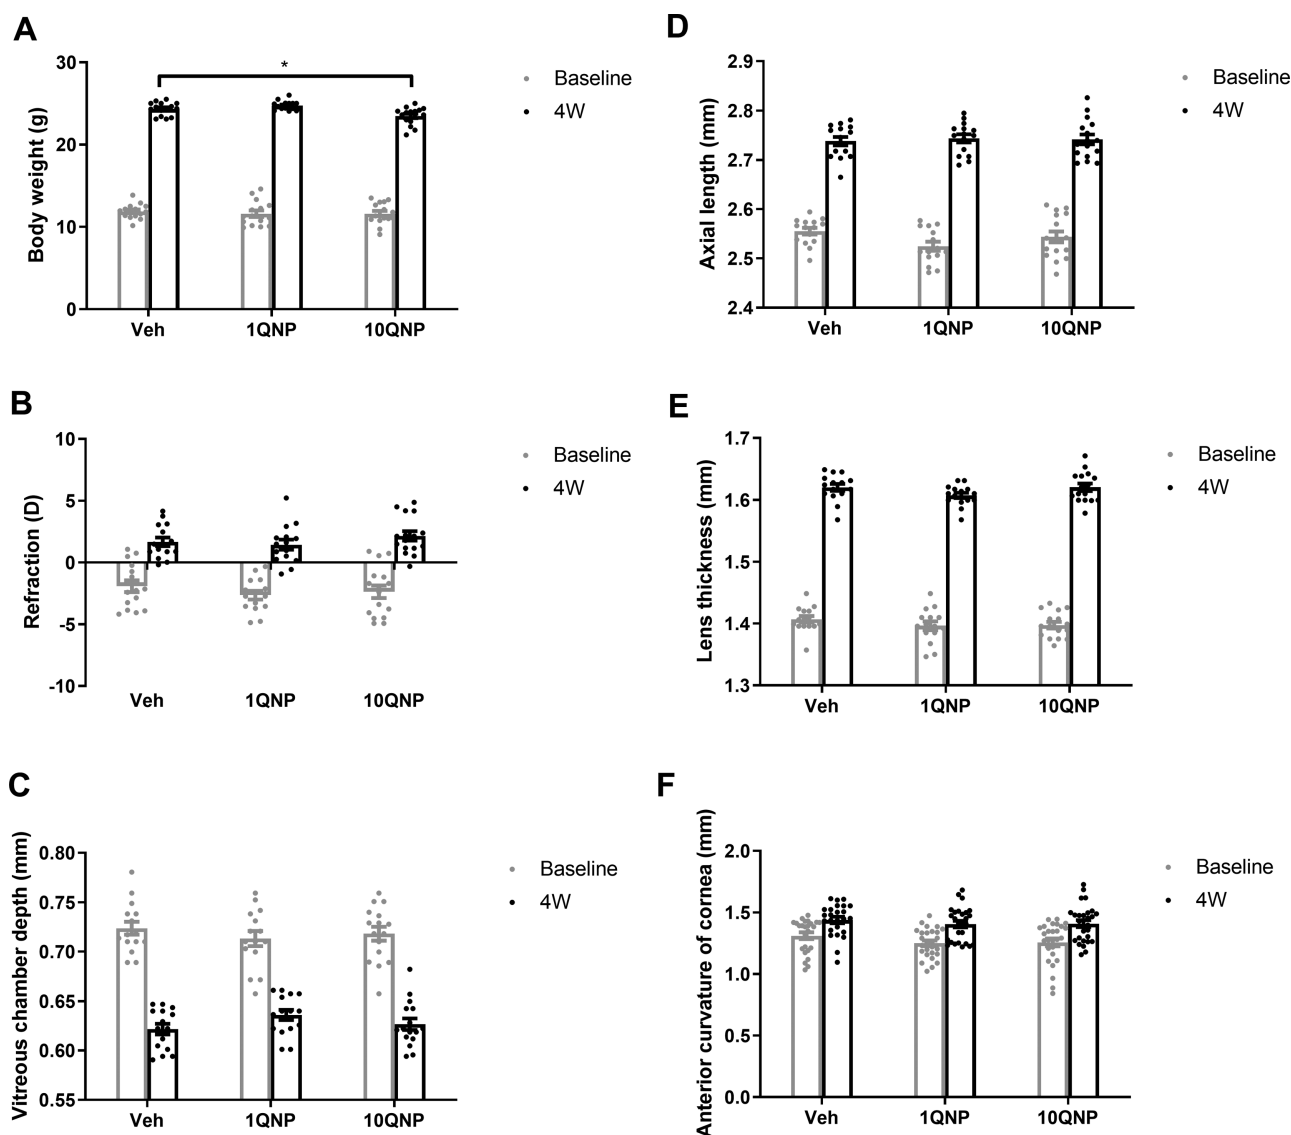 A
Body weight (g)
30
20
10
0
*
Veh
1QNP
10QNP
Baseline
4W
D
Axial length (mm)
2.9
2.8
2.7
2.6
2.5
2.4
Veh
1QNP
10QNP
Baseline
4W
B
Refraction (D)
10
5
0
-5
-10
Veh
1QNP
10QNP
Baseline
4W
E
Lens thickness (mm)
1.7
1.6
1.5
1.4
1.3
Veh
1QNP
10QNP
Baseline
4W
C
Vitreous chamber depth (mm)
0.80
0.75
0.70
0.65
0.60
0.55
Veh
1QNP
10QNP
Baseline
4W
F
Anterior curvature of cornea (mm)
2.0
1.5
1.0
0.5
0.0
Veh
1QNP
10QNP
Baseline
4W